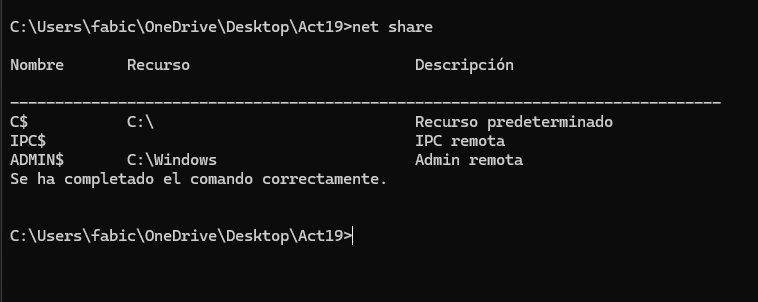 C:\Users\fabic\OneDrive\Desktop\Act19>net share
Nombre       Recurso                         Descripción
-------------------------------------------------------------------------------
C$           C:\                             Recurso predeterminado
IPC$                                         IPC remota
ADMIN$       C:\Windows                      Admin remota
Se ha completado el comando correctamente.
C:\Users\fabic\OneDrive\Desktop\Act19>